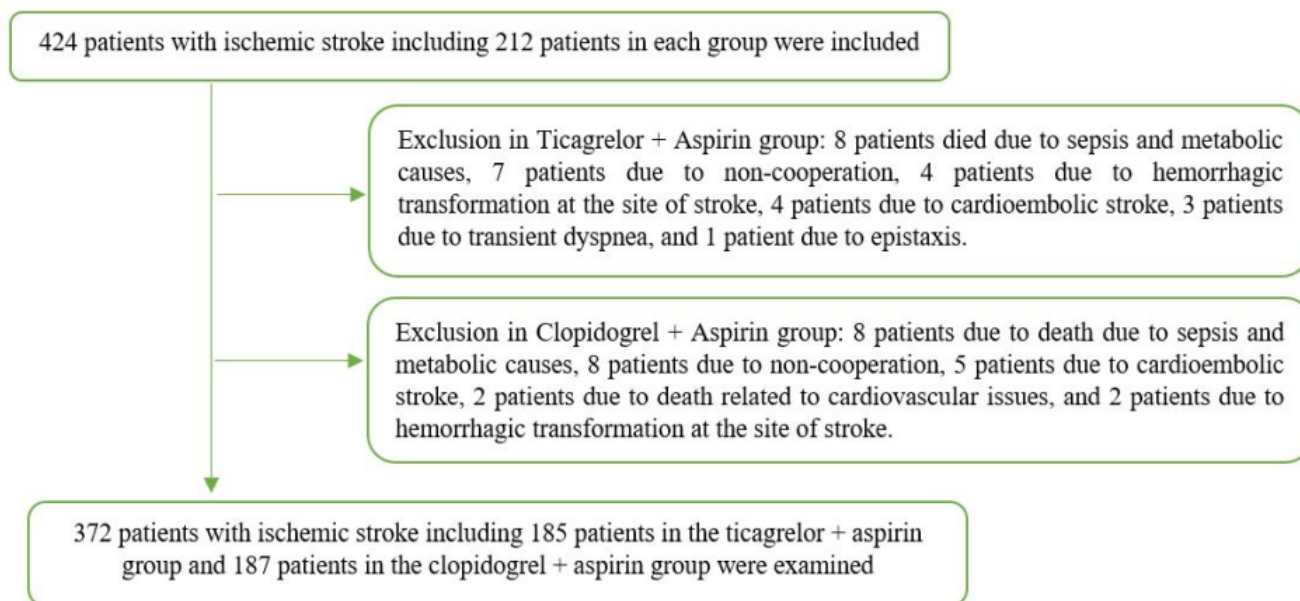 424 patients with ischemic stroke including 212 patients in each group were included
Exclusion in Ticagrelor + Aspirin group: 8 patients died due to sepsis and metabolic
causes, 7 patients due to non-cooperation, 4 patients due to hemorrhagic
transformation at the site of stroke, 4 patients due to cardioembolic stroke, 3 patients
due to transient dyspnea, and 1 patient due to epistaxis.
Exclusion in Clopidogrel + Aspirin group: 8 patients due to death due to sepsis and
metabolic causes, 8 patients due to non-cooperation, 5 patients due to cardioembolic
stroke, 2 patients due to death related to cardiovascular issues, and 2 patients due to
hemorrhagic transformation at the site of stroke.
372 patients with ischemic stroke including 185 patients in the ticagrelor + aspirin
group and 187 patients in the clopidogrel + aspirin group were examined